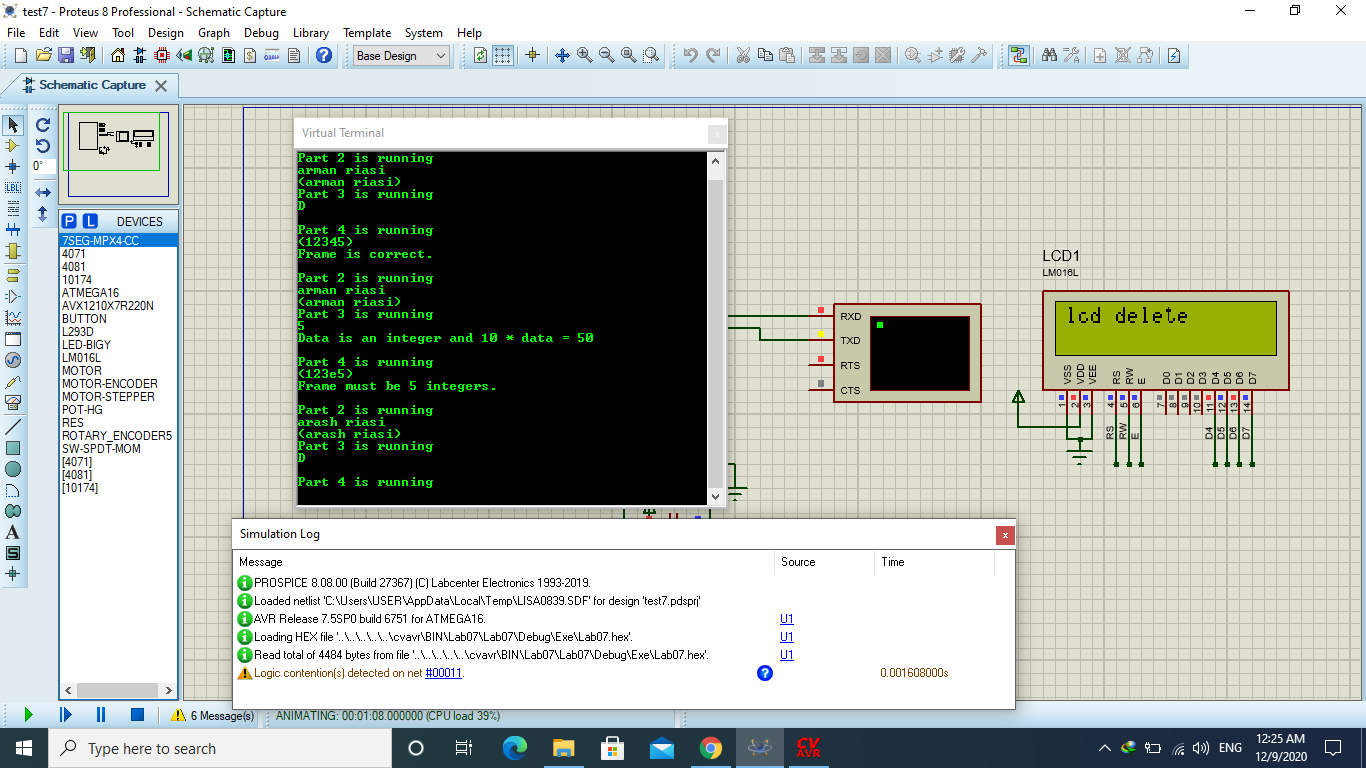 test7 - Proteus 8 Professional - Schematic Capture
File Edit View Tool Design Graph Debug Library Template System Help
Base Design
Schematic Capture
0°
P L DEVICES
7SEG-MPX4-CC
4071
4081
10174
ATMEGA16
AVX1210X7R220N
BUTTON
L293D
LED-BIGY
LM016L
MOTOR
MOTOR-ENCODER
MOTOR-STEPPER
POT-HG
RES
ROTARY_ENCODER5
SW-SPDT-MOM
[4071]
[4081]
[10174]
LBL
A
S
Virtual Terminal
x
Part 2 is running
arman riasi
(arman riasi)
Part 3 is running
D
Part 4 is running
(12345)
Frame is correct.
Part 2 is running
arman riasi
(arman riasi)
Part 3 is running
5
Data is an integer and 10 * data = 50
Part 4 is running
(123e5)
Frame must be 5 integers.
Part 2 is running
arash riasi
(arash riasi)
Part 3 is running
D
Part 4 is running
RXD
TXD
RTS
CTS
LCD1
LM016L
lcd delete
VSS VDD VEE RS RW E D0 D1 D2 D3 D4 D5 D6 D7
1 2 3 4 5 6 7 8 9 10 11 12 13 14
RS RW E D4 D5 D6 D7
Simulation Log
x
Message Source Time
PROSPICE 8.08.00 (Build 27367) (C) Labcenter Electronics 1993-2019.
Loaded netlist 'C:\Users\USER\AppData\Local\Temp\LISA0839.SDF' for design 'test7.pdsprj'
AVR Release 7.5SP0 build 6751 for ATMEGA16. U1
Loading HEX file '..\..\..\..\..\cvavr\BIN\Lab07\Lab07\Debug\Exe\Lab07.hex'. U1
Read total of 4484 bytes from file '..\..\..\..\..\cvavr\BIN\Lab07\Lab07\Debug\Exe\Lab07.hex'. U1
Logic contention(s) detected on net #00011. 0.001608000s
6 Message(s) ANIMATING: 00:01:08.000000 (CPU load 39%)
Type here to search
CV
AVR
ENG
12:25 AM
12/9/2020